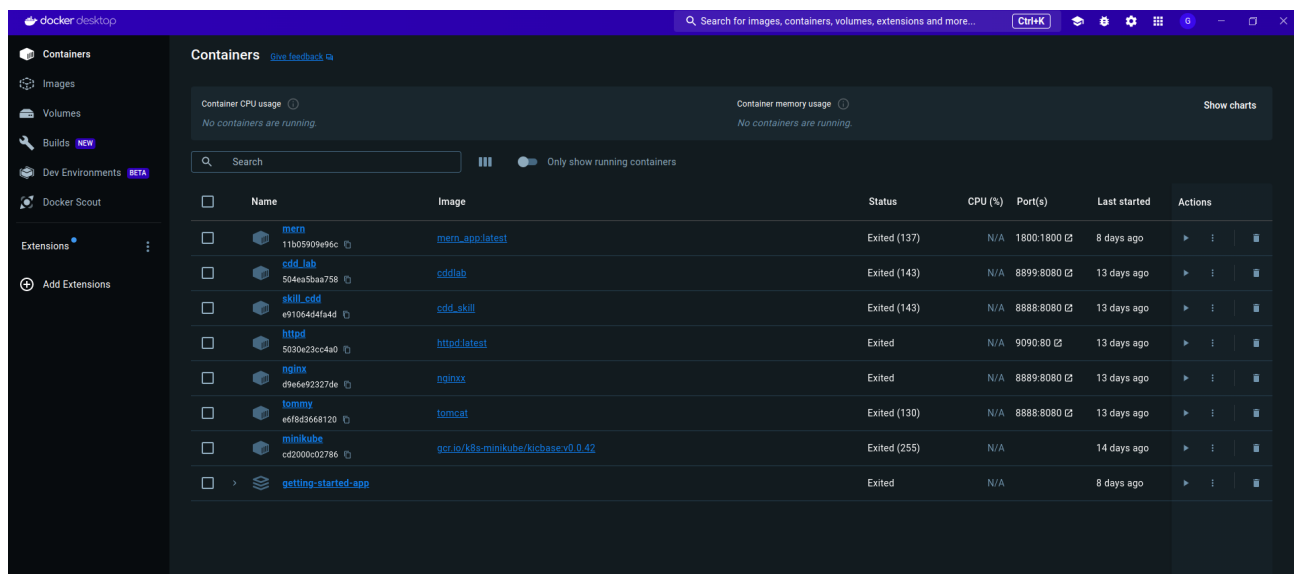 docker desktop
Search for images, containers, volumes, extensions and more... Ctrl+K G
Containers
Images
Volumes
Builds NEW
Dev Environments BETA
Docker Scout
Extensions
Add Extensions
Containers Give feedback
Container CPU usage
No containers are running.
Container memory usage
No containers are running.
Show charts
Search
Only show running containers
Name Image Status CPU (%) Port(s) Last started Actions
mern
11b05909e96c
mern_app:latest Exited (137) N/A 1800:1800 8 days ago
cdd_lab
504ea5baa758
cddlab Exited (143) N/A 8899:8080 13 days ago
skill_cdd
e91064d4fa4d
cdd_skill Exited (143) N/A 8888:8080 13 days ago
httpd
5030e23cc4a0
httpd:latest Exited N/A 9090:80 13 days ago
nginx
d9e6e92327de
nginxx Exited N/A 8889:8080 13 days ago
tommy
e6f8d3668120
tomcat Exited (130) N/A 8888:8080 13 days ago
minikube
cd2000c02786
gcr.io/k8s-minikube/kicbase:v0.0.42 Exited (255) N/A 14 days ago
getting-started-app Exited N/A 8 days ago